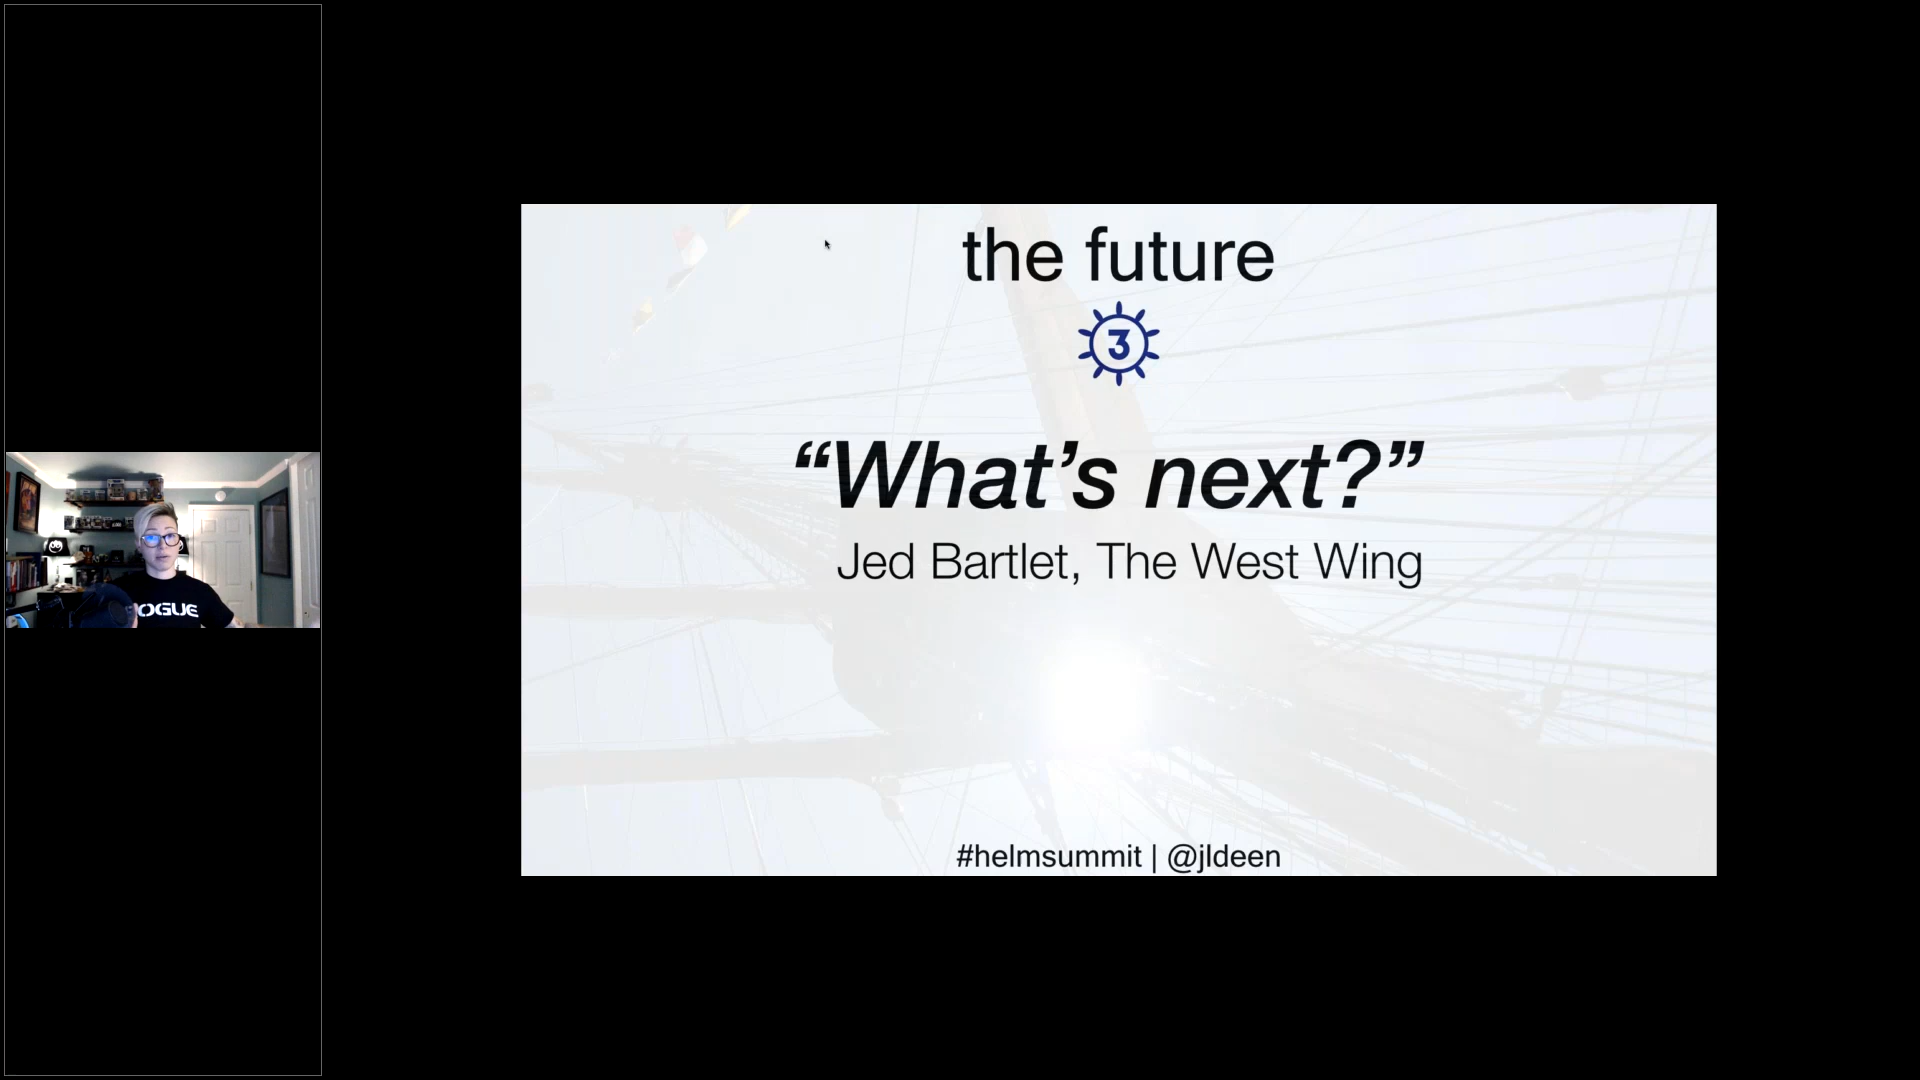 the future
3
“What’s next?”
Jed Bartlet, The West Wing
#helmsummit | @jldeen
OGUE